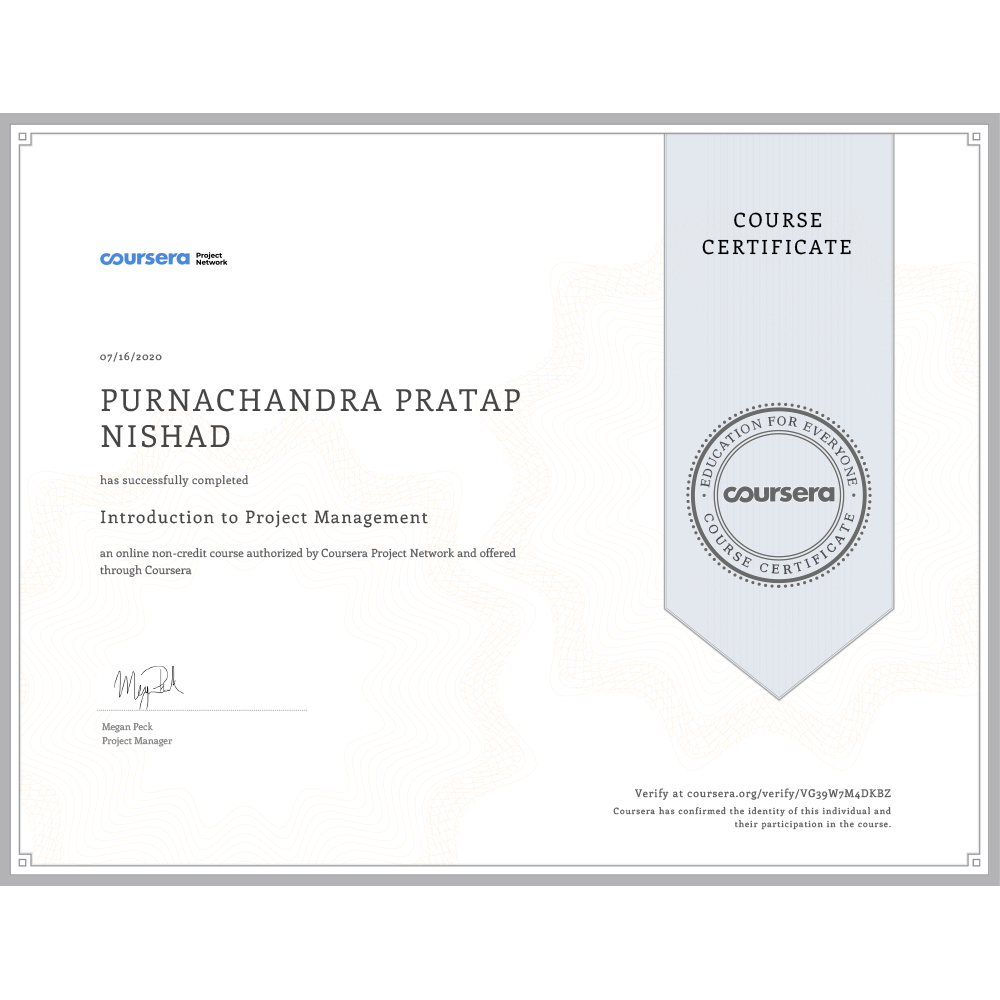 COURSE
CERTIFICATE
coursera Project
Network
07/16/2020
PURNACHANDRA PRATAP
NISHAD
has successfully completed
Introduction to Project Management
an online non-credit course authorized by Coursera Project Network and offered
through Coursera
EDUCATION FOR EVERYONE
coursera
COURSE CERTIFICATE
Megan Peck
Project Manager
Verify at coursera.org/verify/VG39W7M4DKBZ
Coursera has confirmed the identity of this individual and
their participation in the course.